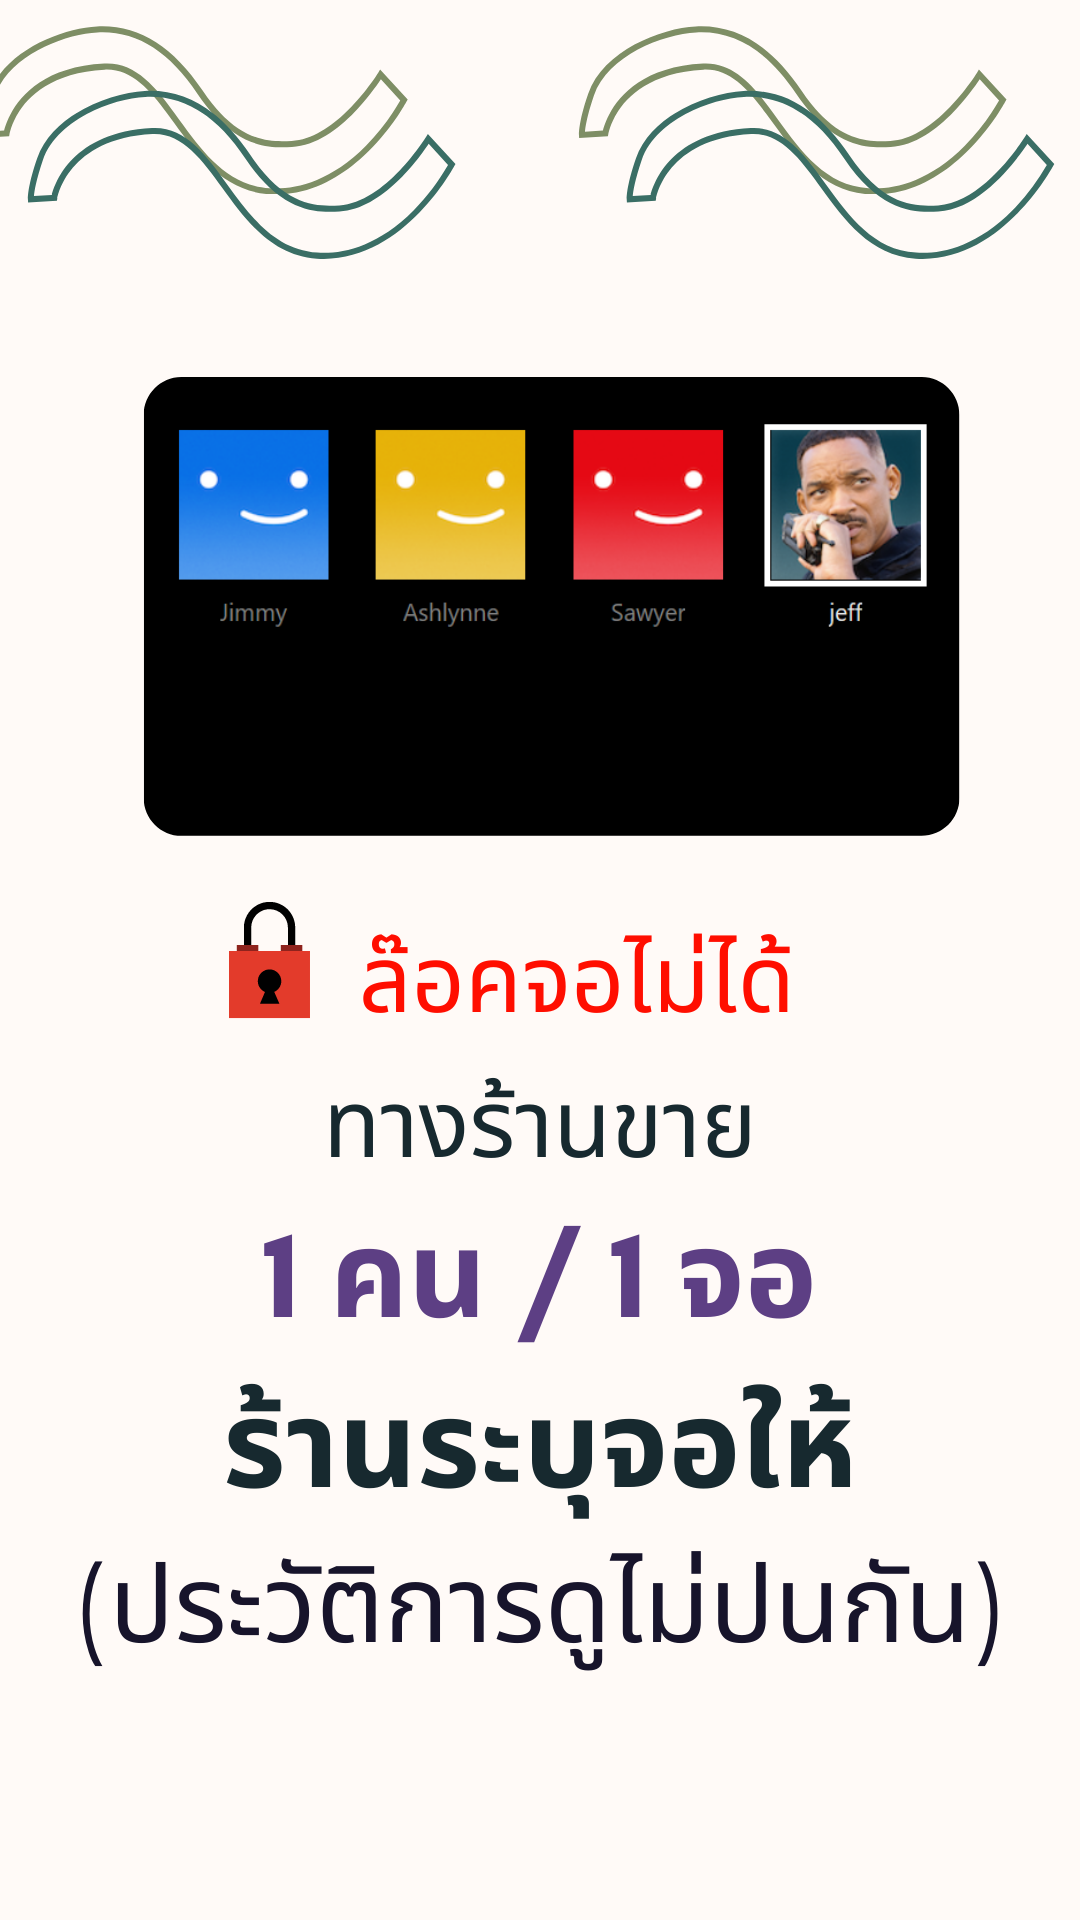 Jimmy Ashlynne Sawyer jeff
ล๊อคจอไม่ได้
ทางร้านขาย
1 คน / 1 จอ
ร้านระบุจอให้
(ประวัติการดูไม่ปนกัน)